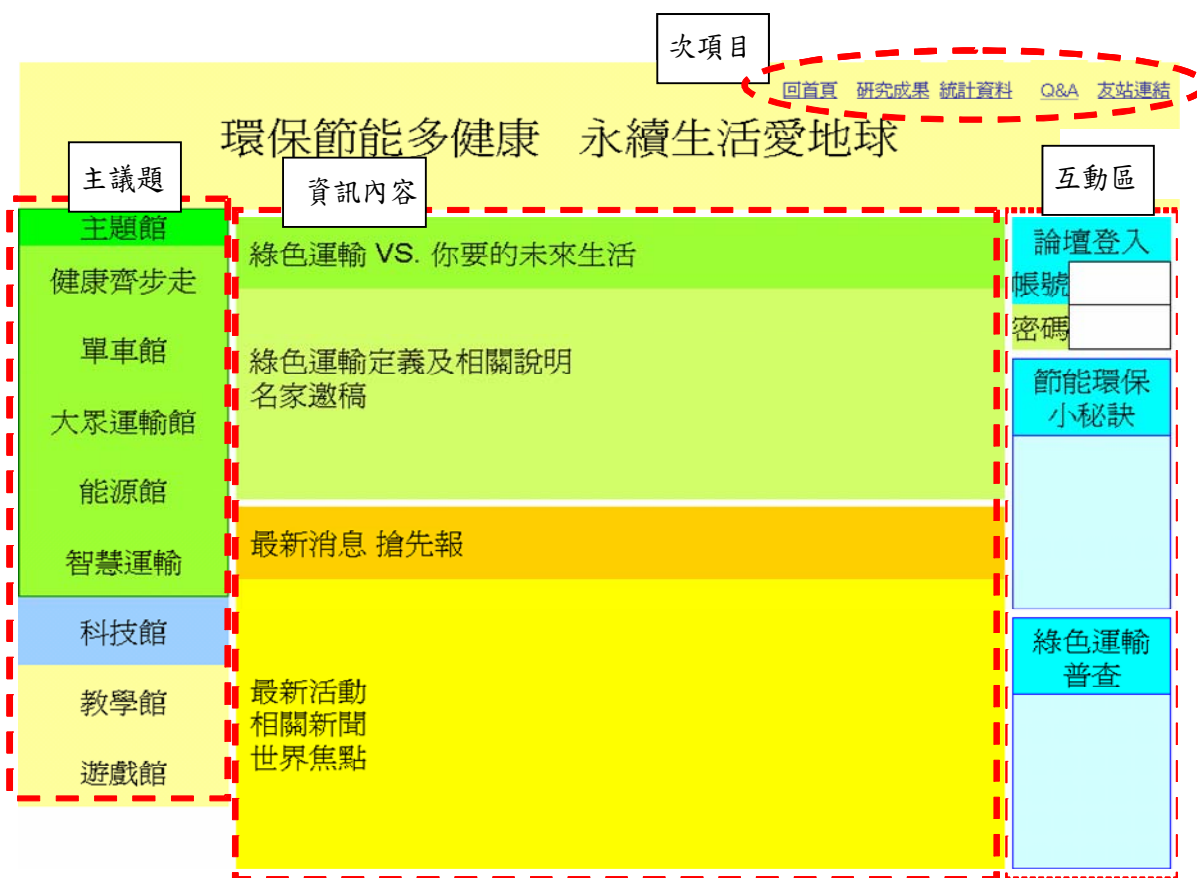 次項目
回首頁 研究成果 統計資料 Q&A 友站連結
環保節能多健康 永續生活愛地球
主議題
資訊內容
互動區
主題館
健康齊步走
單車館
大眾運輸館
能源館
智慧運輸
科技館
教學館
遊戲館
綠色運輸 VS. 你要的未來生活
綠色運輸定義及相關說明
名家邀稿
最新消息 搶先報
最新活動
相關新聞
世界焦點
論壇登入
帳號
密碼
節能環保
小秘訣
綠色運輸
普查